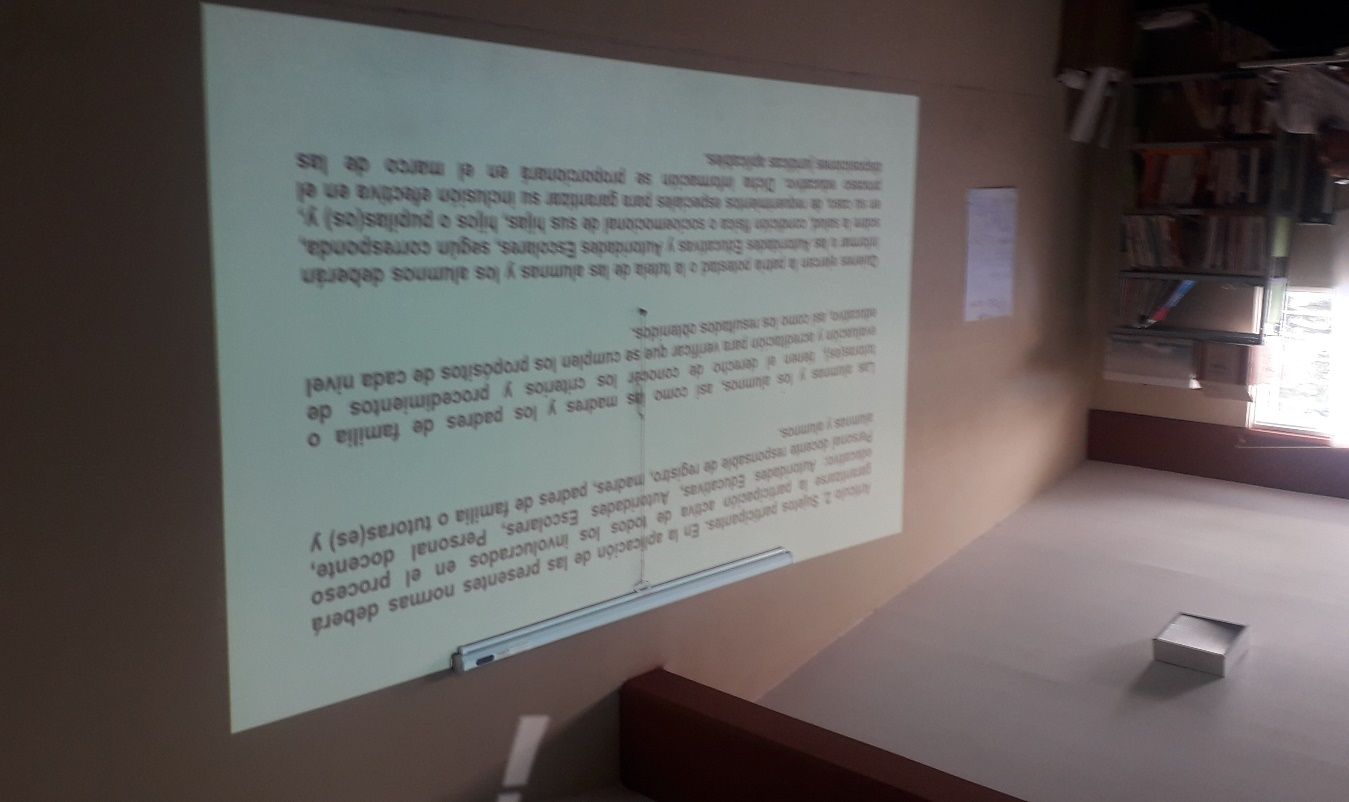 Artículo 2. Sujetos participantes. En la aplicación de las presentes normas deberá
garantizarse la participación activa de todos los involucrados en el proceso
educativo: Autoridades Educativas, Autoridades Escolares, Personal docente,
Personal docente responsable de registro, madres, padres de familia o tutoras(es) y
alumnas y alumnos.
Las alumnas y los alumnos, así como las madres y los padres de familia o
tutoras(es), tienen el derecho de conocer los criterios y procedimientos de
evaluación y acreditación para verificar que se cumplen los propósitos de cada nivel
educativo, así como los resultados obtenidos.
Quienes ejercen la patria potestad o la tutela de las alumnas y los alumnos deberán
informar a las Autoridades Educativas y Autoridades Escolares, según corresponda,
sobre la salud, condición física o socioemocional de sus hijas, hijos o pupilas(os) y,
en su caso, de requerimientos especiales para garantizar su inclusión efectiva en el
proceso educativo. Dicha información se proporcionará en el marco de las
disposiciones jurídicas aplicables.